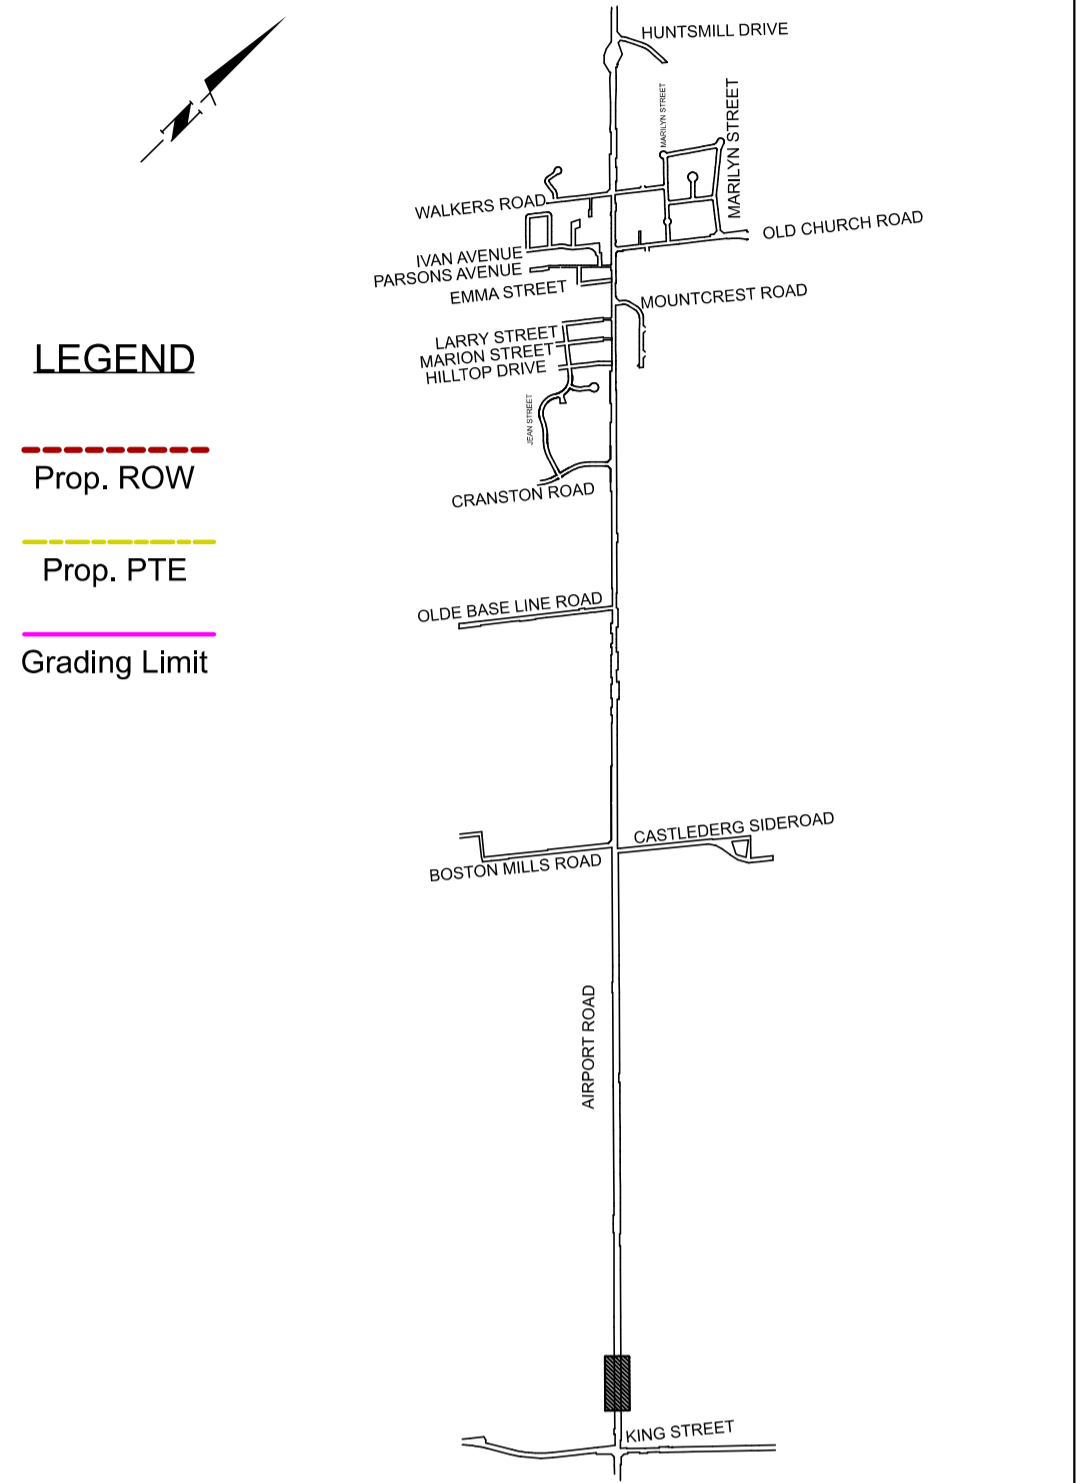 HUNTSMILL DRIVE
MARILYN STREET
MARILYN STREET
N
WALKERS ROAD
OLD CHURCH ROAD
IVAN AVENUE
PARSONS AVENUE
EMMA STREET
MOUNTCREST ROAD
LARRY STREET
MARION STREET
HILLTOP DRIVE
JEAN STREET
CRANSTON ROAD
LEGEND
Prop. ROW
Prop. PTE
Grading Limit
OLDE BASE LINE ROAD
CASTLEDERG SIDEROAD
BOSTON MILLS ROAD
AIRPORT ROAD
KING STREET